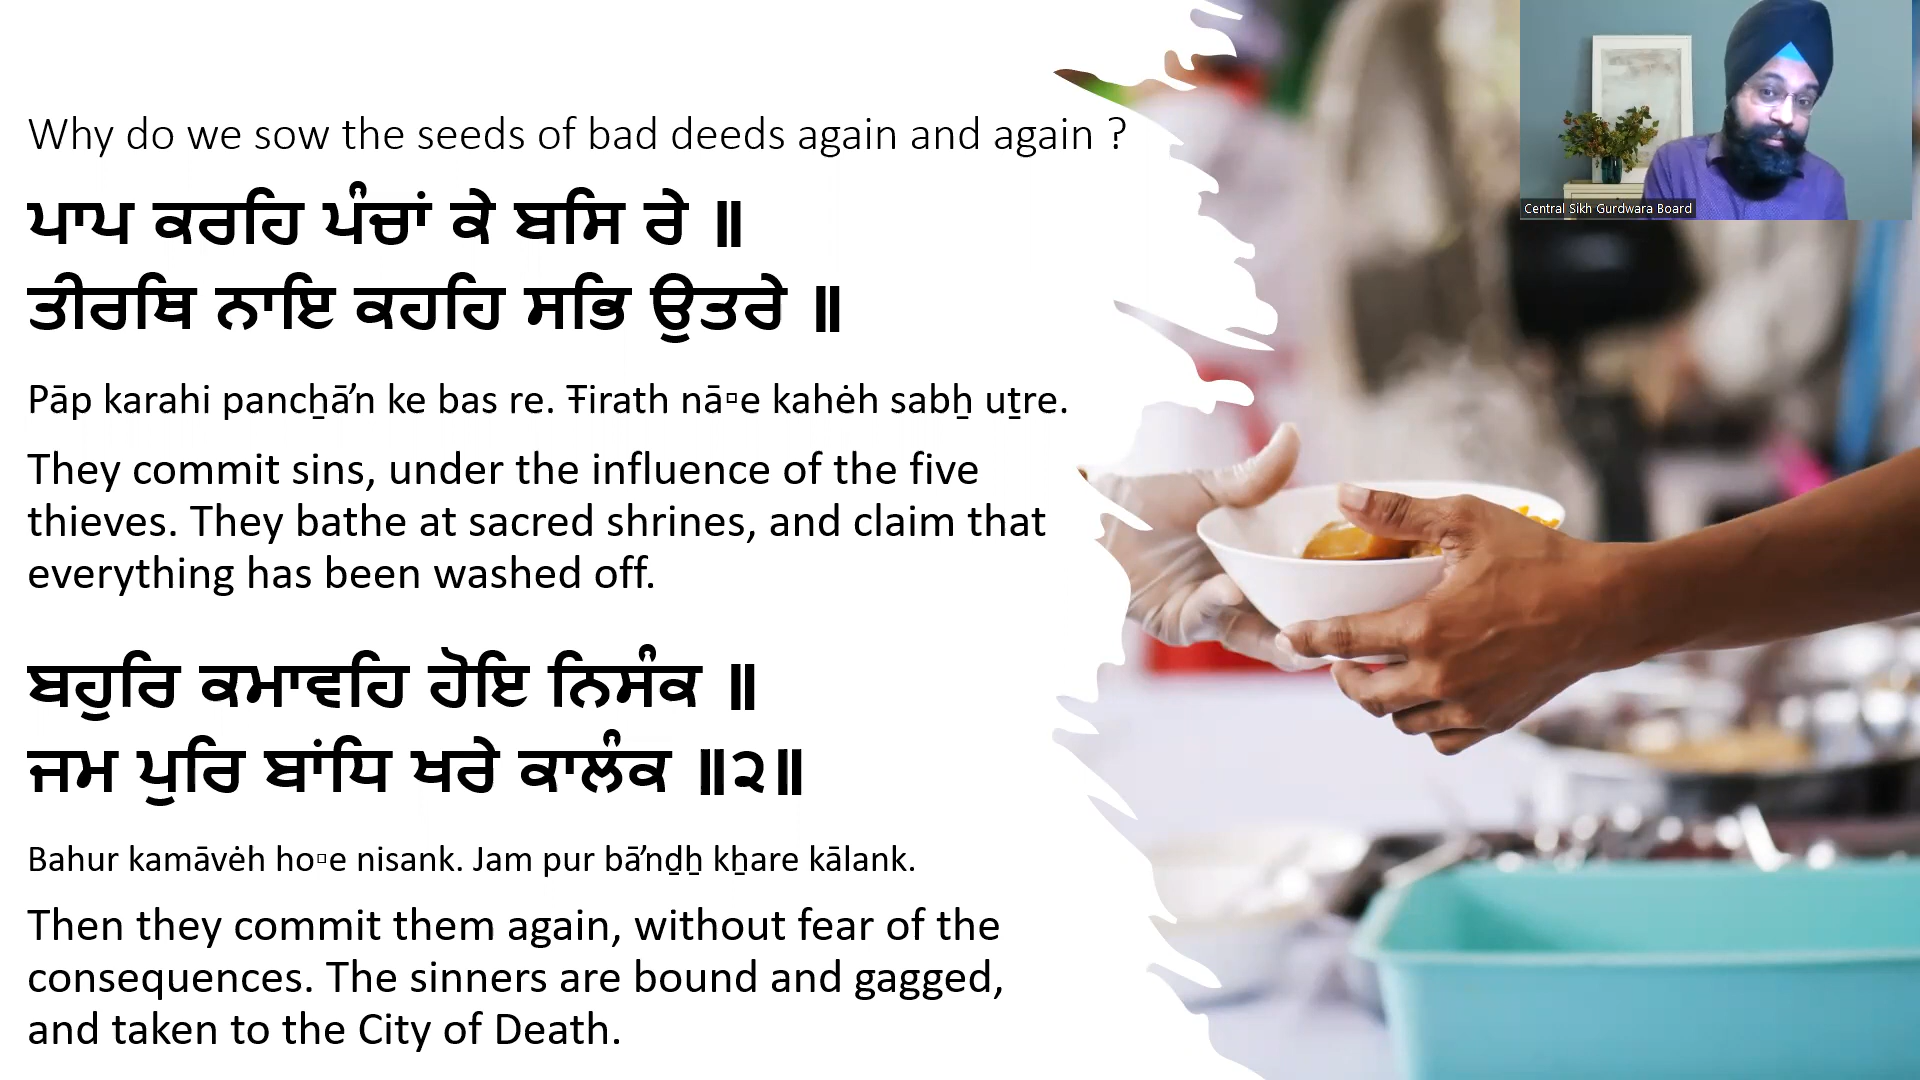 Why do we sow the seeds of bad deeds again and again ?
ਪਾਪ ਕਰਹਿ ਪੰਚਾਂ ਕੇ ਬਸਿ ਰੇ ॥
ਤੀਰਥਿ ਨਾਇ ਕਹਹਿ ਸਭਿ ਉਤਰੇ ॥
Pāp karahi pancẖāʼn ke bas re. Ŧirath nā▫e kahėh sabẖ uṯre.
They commit sins, under the influence of the five
thieves. They bathe at sacred shrines, and claim that
everything has been washed off.
ਬਹੁਰਿ ਕਮਾਵਹਿ ਹੋਇ ਨਿਸੰਕ ॥
ਜਮ ਪੁਰਿ ਬਾਂਧਿ ਖਰੇ ਕਾਲੰਕ ॥੨॥
Bahur kamāvėh ho▫e nisank. Jam pur bāʼnḏẖ kẖare kālank.
Then they commit them again, without fear of the
consequences. The sinners are bound and gagged,
and taken to the City of Death.
Central Sikh Gurdwara Board